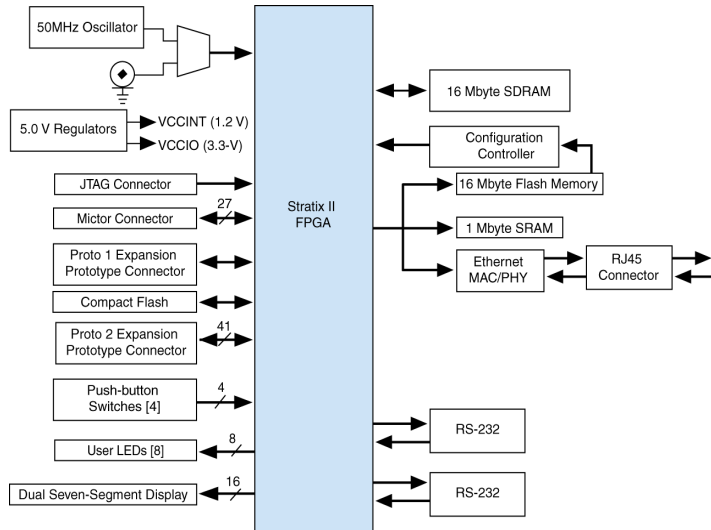 50MHz Oscillator
5.0 V Regulators
VCCINT (1.2 V)
VCCIO (3.3-V)
JTAG Connector
Mictor Connector
27
Proto 1 Expansion
Prototype Connector
Compact Flash
Proto 2 Expansion
Prototype Connector
41
Push-button
Switches [4]
4
User LEDs [8]
8
Dual Seven-Segment Display
16
Stratix II
FPGA
16 Mbyte SDRAM
Configuration
Controller
16 Mbyte Flash Memory
1 Mbyte SRAM
Ethernet
MAC/PHY
RJ45
Connector
RS-232
RS-232